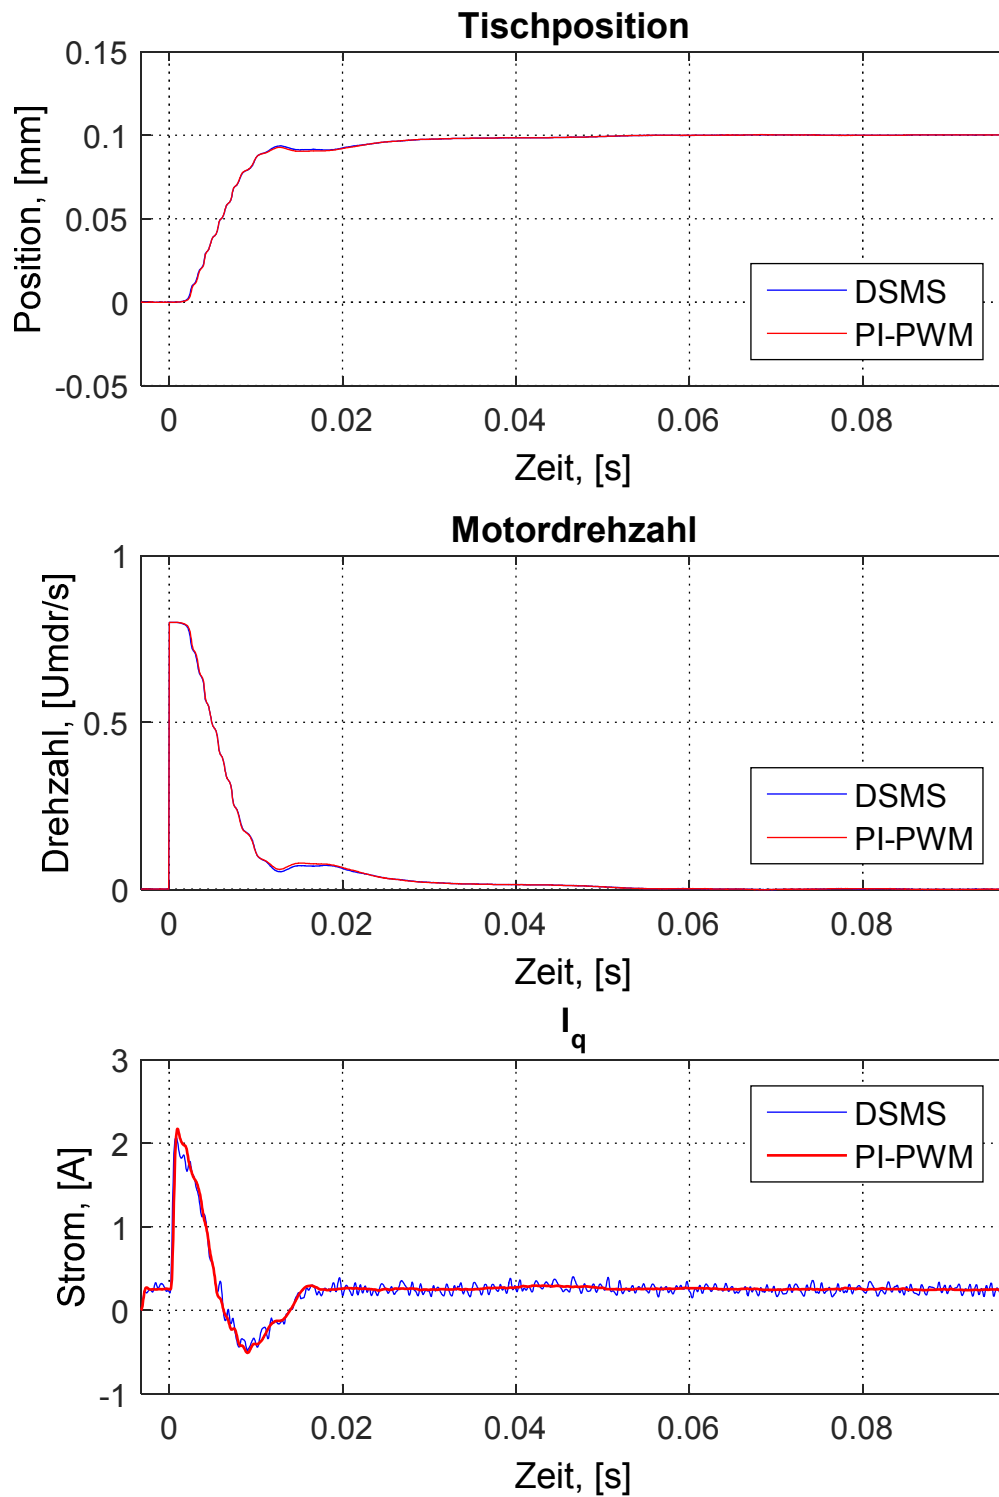 Tischposition
0.15
0.1
0.05
0
-0.05
Position, [mm]
DSMS
PI-PWM
0 0.02 0.04 0.06 0.08
Zeit, [s]
Motordrehzahl
1
0.5
0
Drehzahl, [Umdr/s]
DSMS
PI-PWM
0 0.02 0.04 0.06 0.08
Zeit, [s]
I_q
3
2
1
0
-1
Strom, [A]
DSMS
PI-PWM
0 0.02 0.04 0.06 0.08
Zeit, [s]